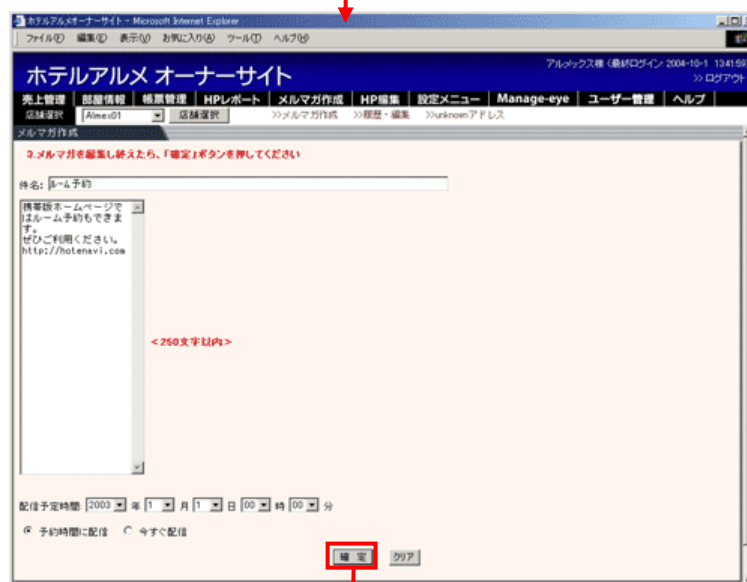 ホテルアルメオーナーサイト - Microsoft Internet Explorer
ファイル(F) 編集(E) 表示(V) お気に入り(A) ツール(T) ヘルプ(H)
ホテルアルメ オーナーサイト
アルメックス様 (最終ログイン: 2004-10-1 13:41:59)
>> ログアウト
売上管理 部屋情報 帳票管理 HPレポート メルマガ作成 HP編集 設定メニュー Manage-eye ユーザー管理 ヘルプ
店舗選択 Almex01 店舗選択 >>メルマガ作成 >>履歴・編集 >>unknownアドレス
メルマガ作成
3.メルマガを編集し終えたら、「確定」ボタンを押してください
件名: ルーム予約
携帯版ホームページで
はルーム予約もできま
す。
ぜひご利用ください。
http://hotenavi.com
<250文字以内>
配信予定時間: 2003 年 1 月 1 日 00 時 00 分
予約時間に配信 今すぐ配信
確定 クリア